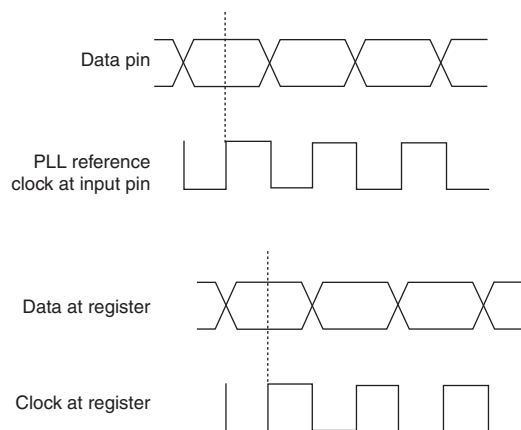 Data pin
PLL reference
clock at input pin
Data at register
Clock at register